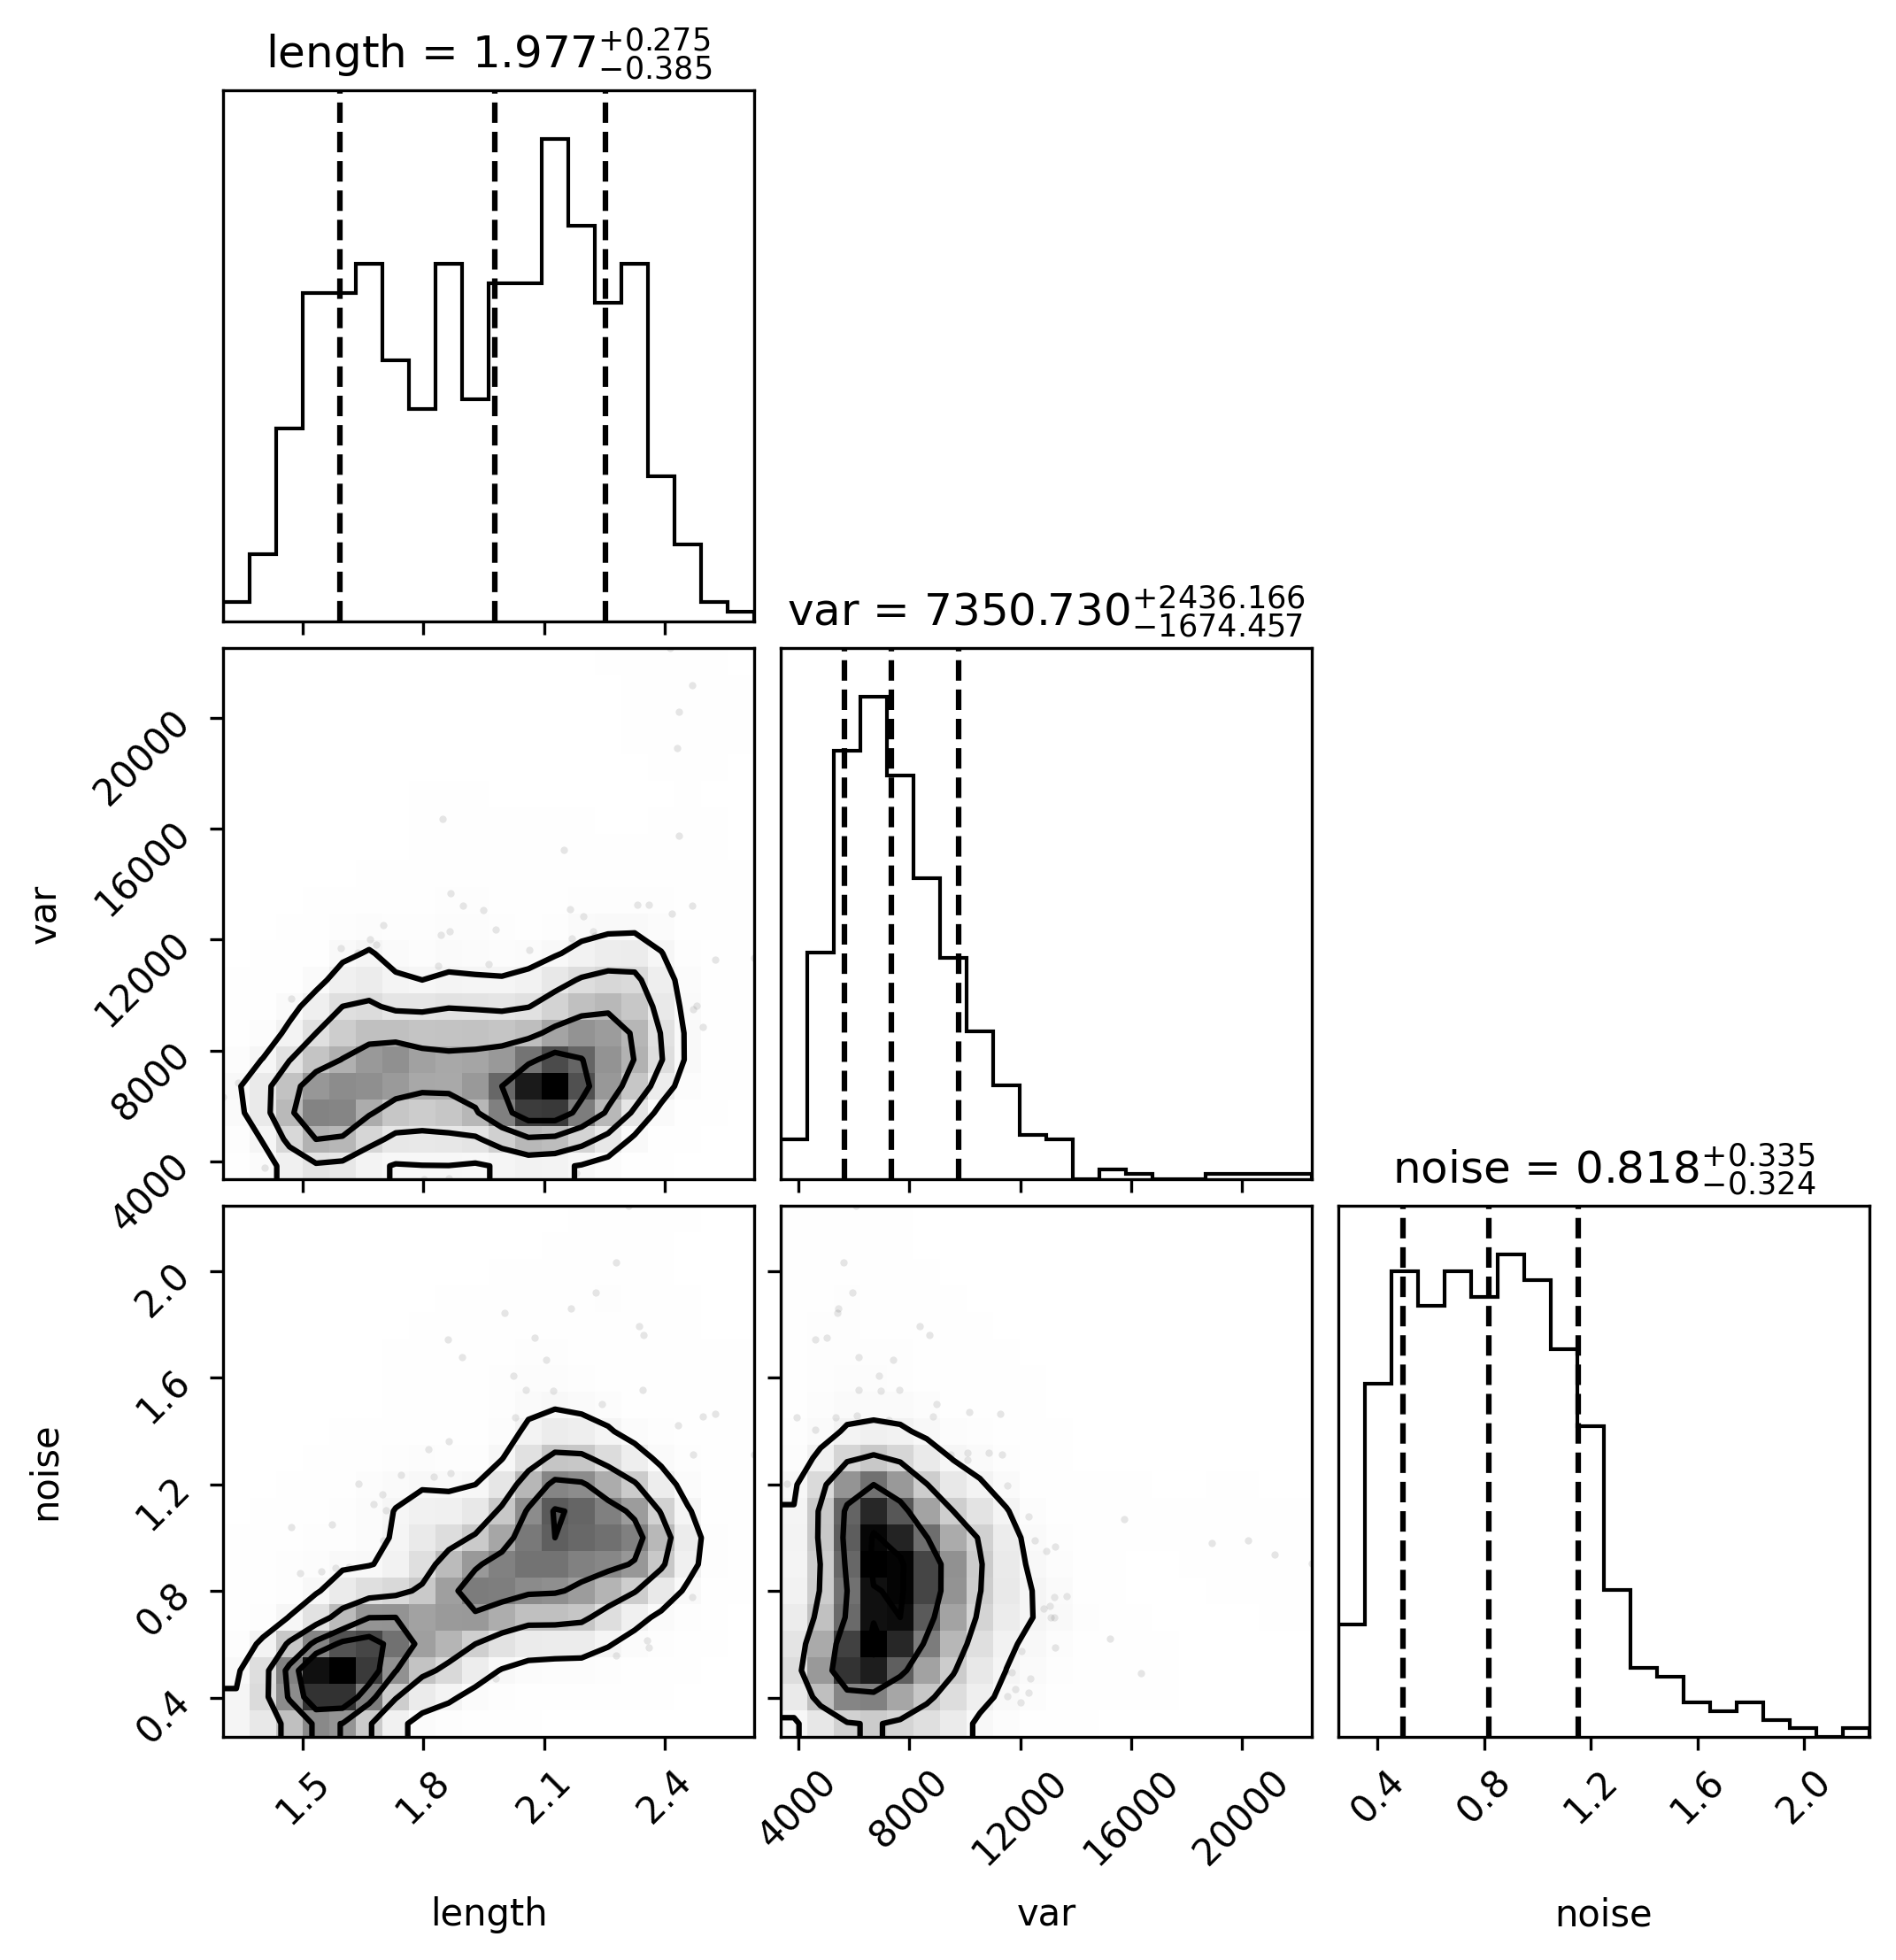 length = 1.977+0.275−0.385
var = 7350.730+2436.166−1674.457
20000
16000
12000
8000
4000
var
noise = 0.818+0.335−0.324
2.0
1.6
1.2
0.8
0.4
noise
1.5 1.8 2.1 2.4
4000 8000 12000 16000 20000
0.4 0.8 1.2 1.6 2.0
length var noise